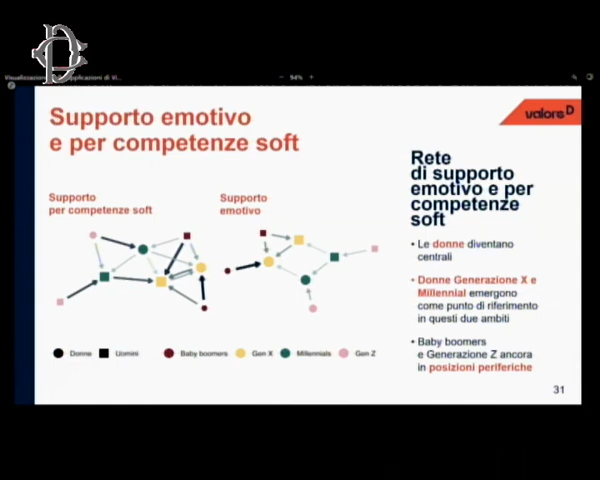 94%
Supporto emotivo
e per competenze soft
valoreD
Supporto
per competenze soft
Supporto
emotivo
Rete
di supporto
emotivo e per
competenze
soft
• Le donne diventano
centrali
• Donne Generazione X e
Millennial emergono
come punto di riferimento
in questi due ambiti
• Baby boomers
e Generazione Z ancora
in posizioni periferiche
Donne Uomini Baby boomers Gen X Millennials Gen Z
31